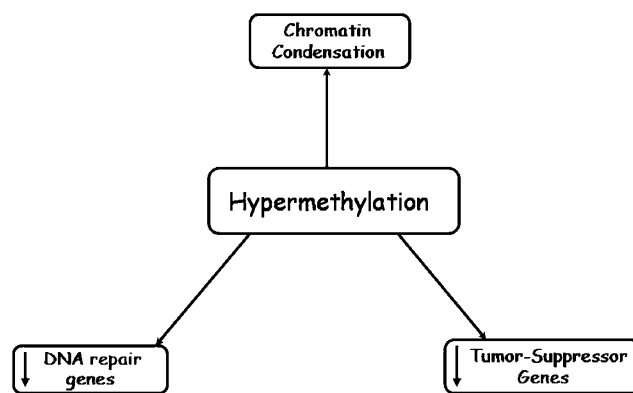 Chromatin
Condensation
Hypermethylation
DNA repair
genes
Tumor-Suppressor
Genes